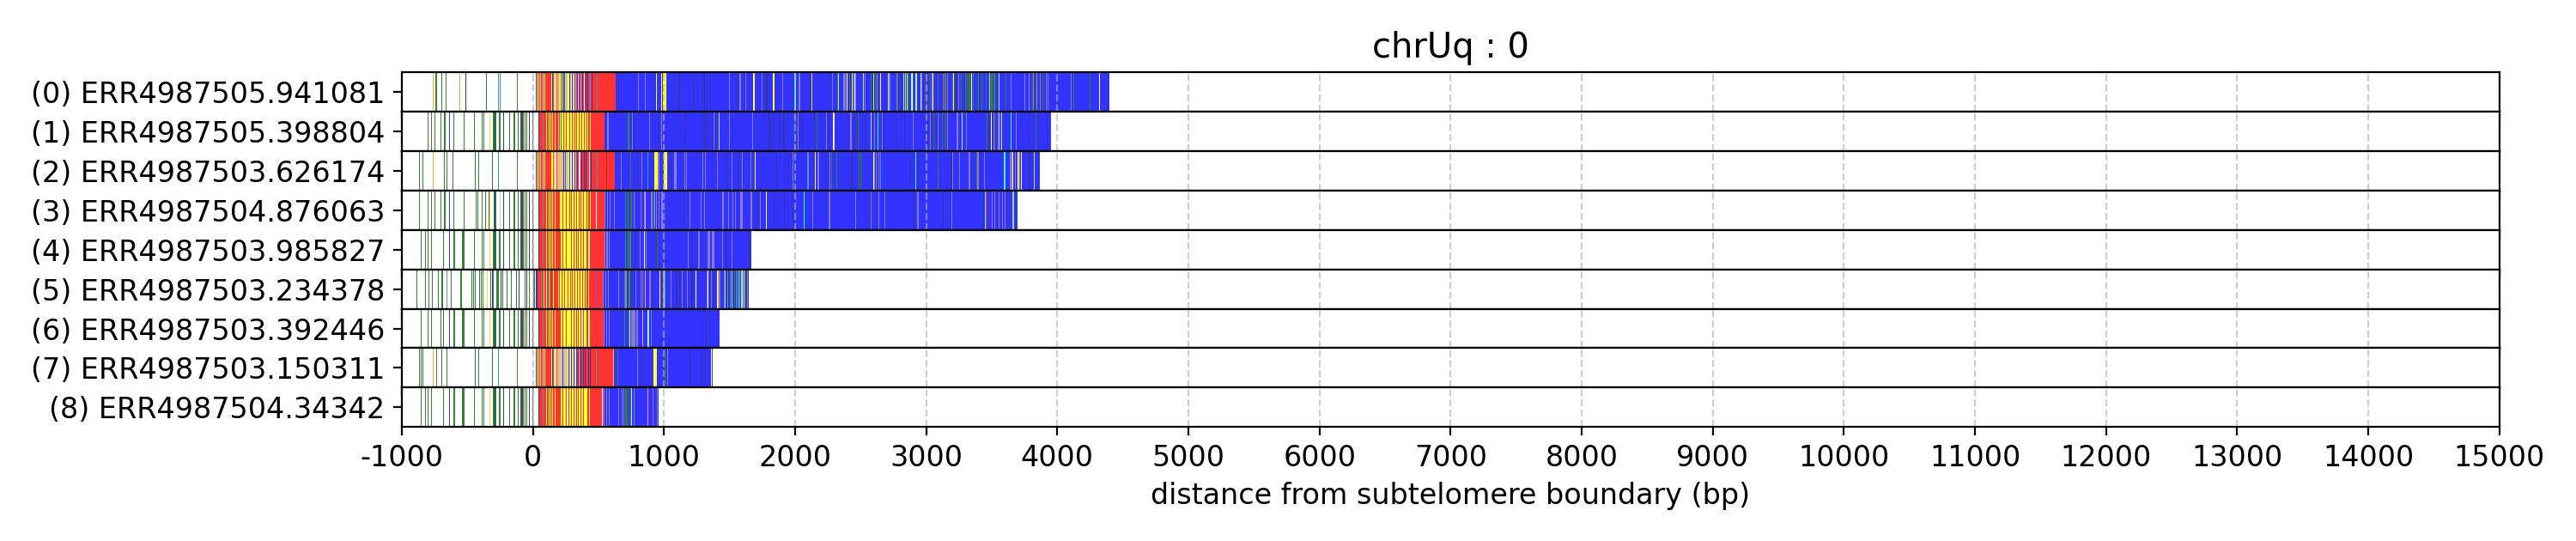 chrUq : 0
(0) ERR4987505.941081
(1) ERR4987505.398804
(2) ERR4987503.626174
(3) ERR4987504.876063
(4) ERR4987503.985827
(5) ERR4987503.234378
(6) ERR4987503.392446
(7) ERR4987503.150311
(8) ERR4987504.34342
-1000 0 1000 2000 3000 4000 5000 6000 7000 8000 9000 10000 11000 12000 13000 14000 15000
distance from subtelomere boundary (bp)